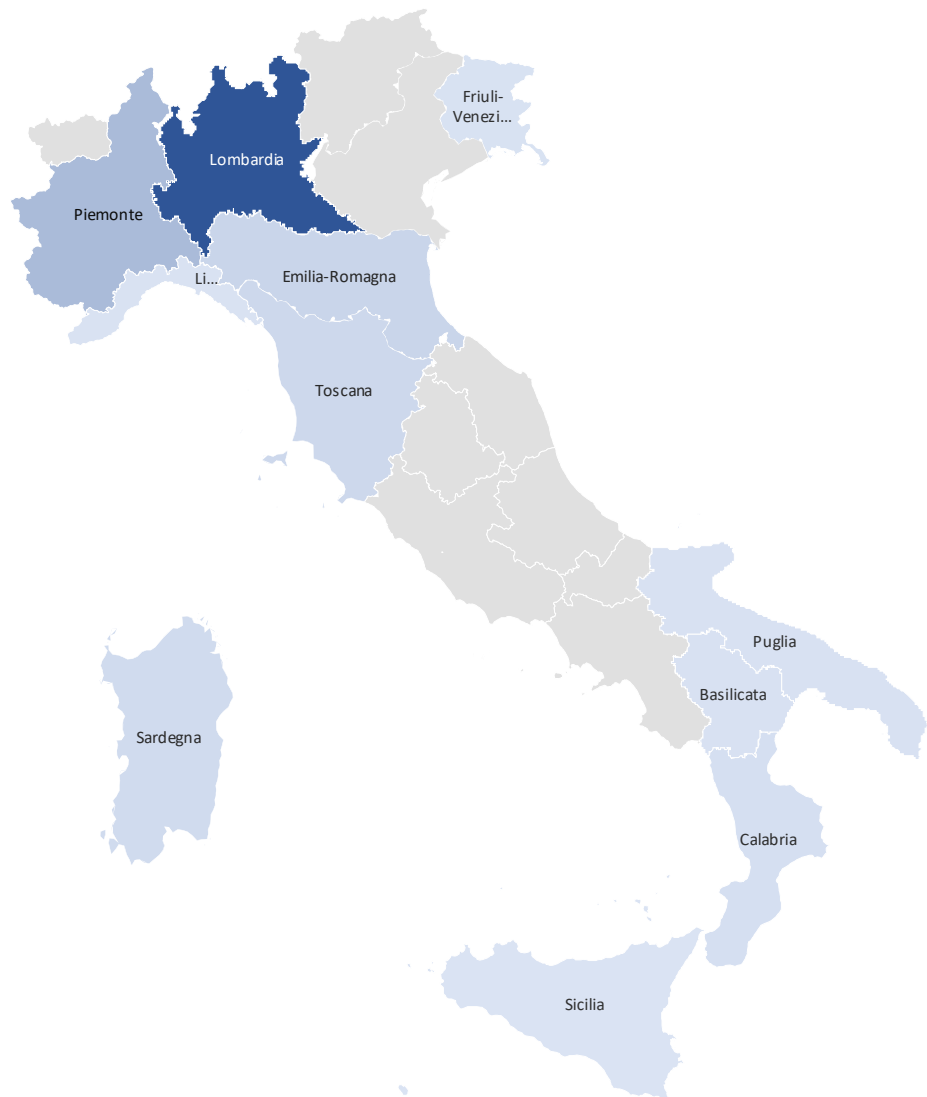 Friuli-
Venezi...
Lombardia
Piemonte
Emilia-Romagna
Li...
Toscana
Puglia
Basilicata
Sardegna
Calabria
Sicilia